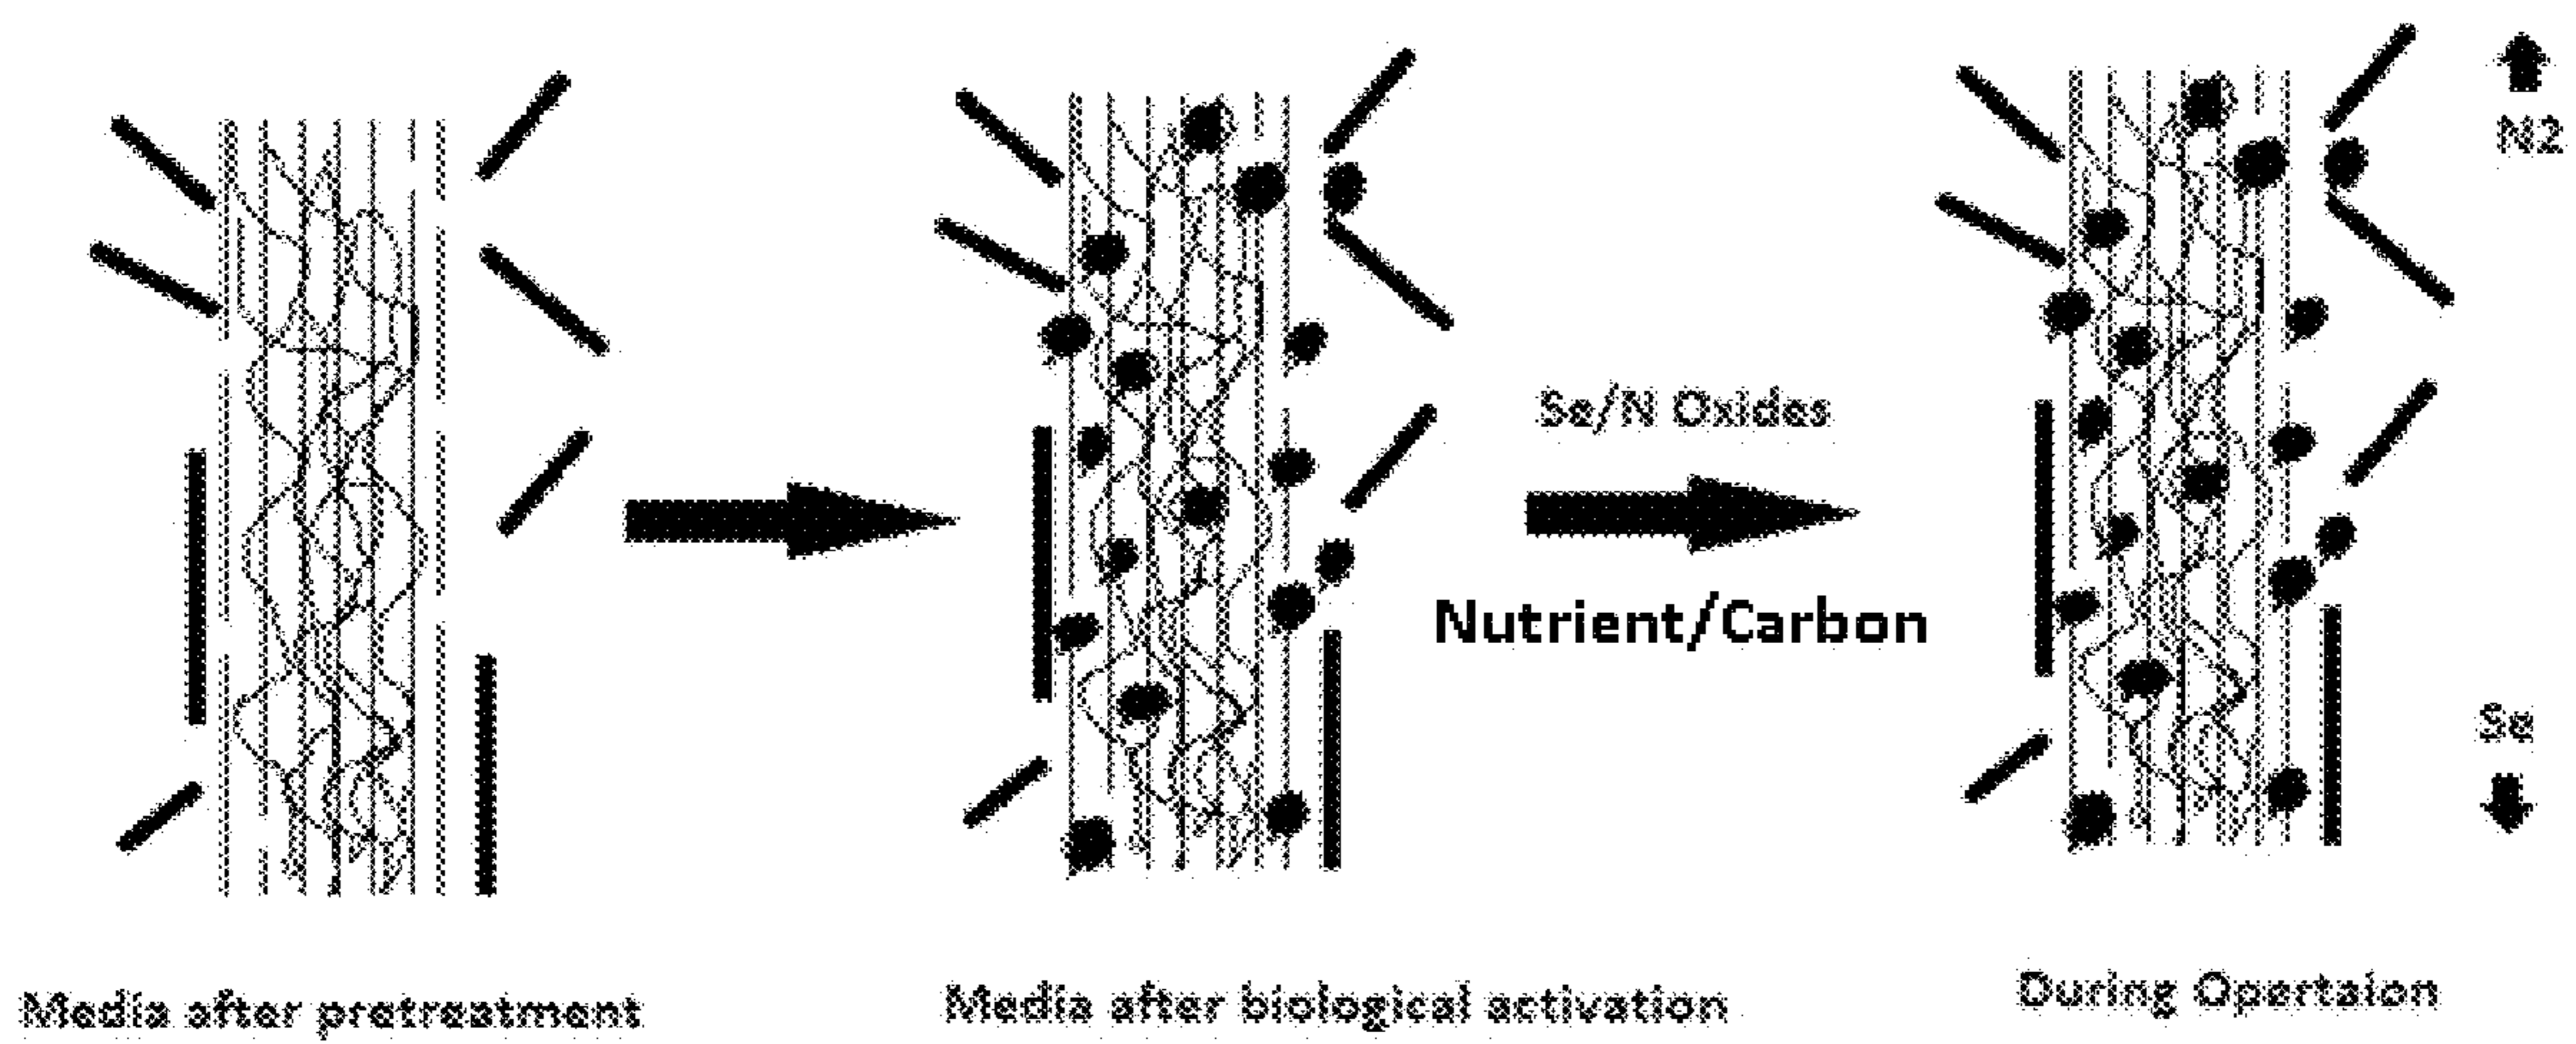 N2
Se/N Oxides
Nutrient/Carbon
Se
Media after pretreatment
Media after biological activation
During Opertaion